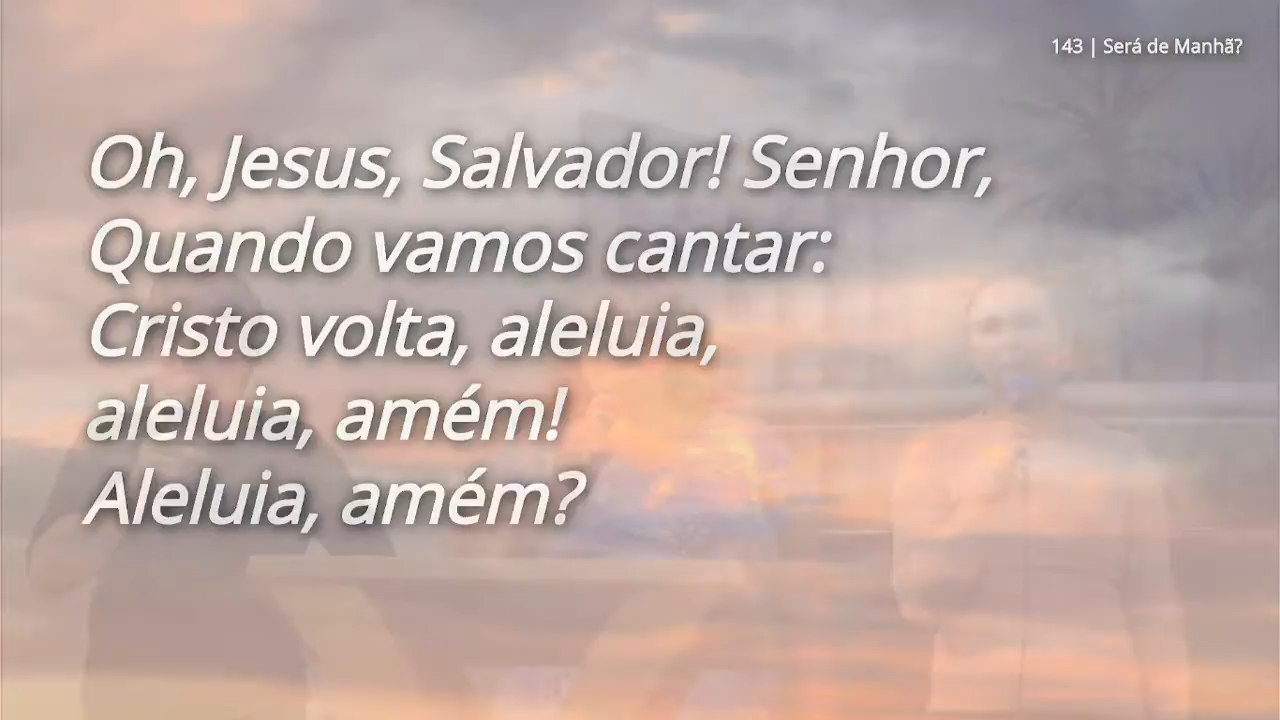 143 | Será de Manhã?
Oh, Jesus, Salvador! Senhor,
Quando vamos cantar:
Cristo volta, aleluia,
aleluia, amém!
Aleluia, amém?